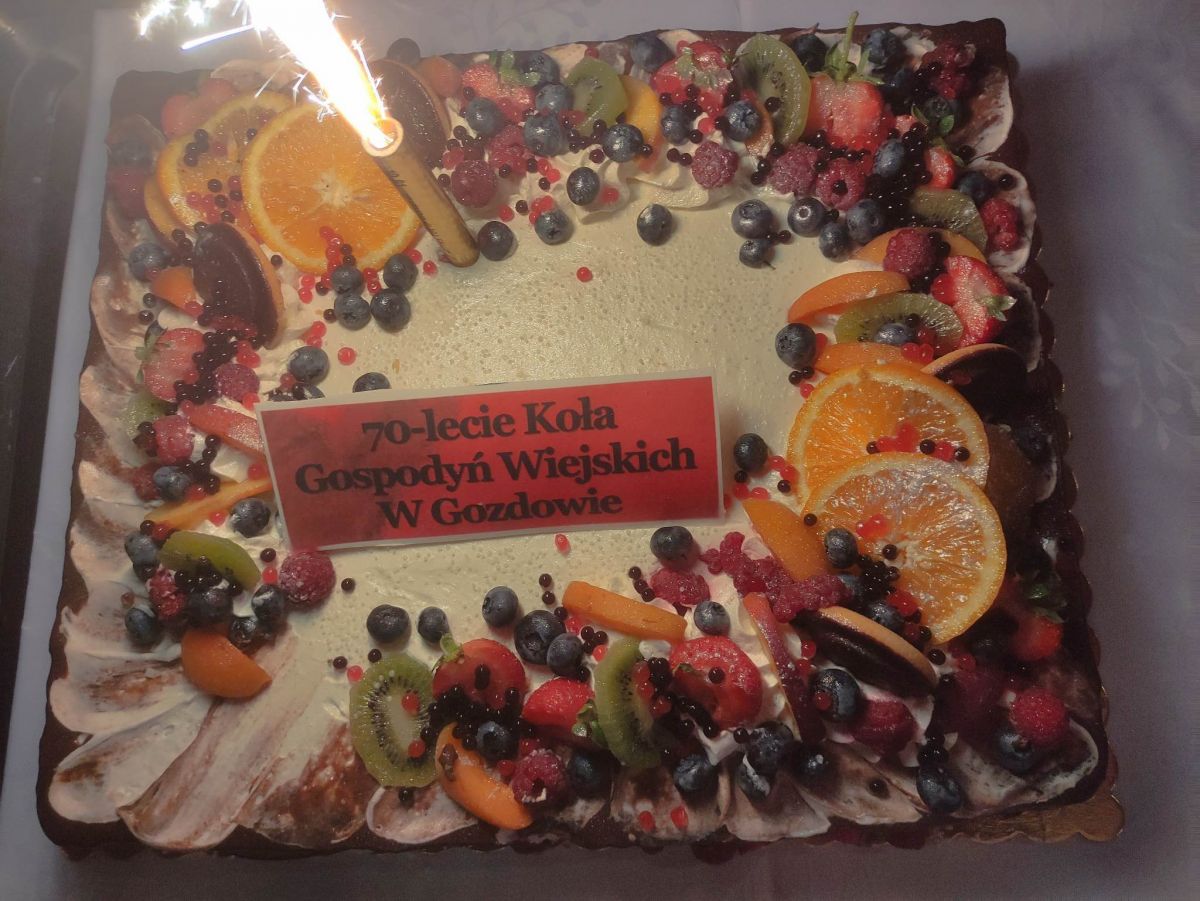 70-lecie Koła
Gospodyń Wiejskich
W Gozdowie